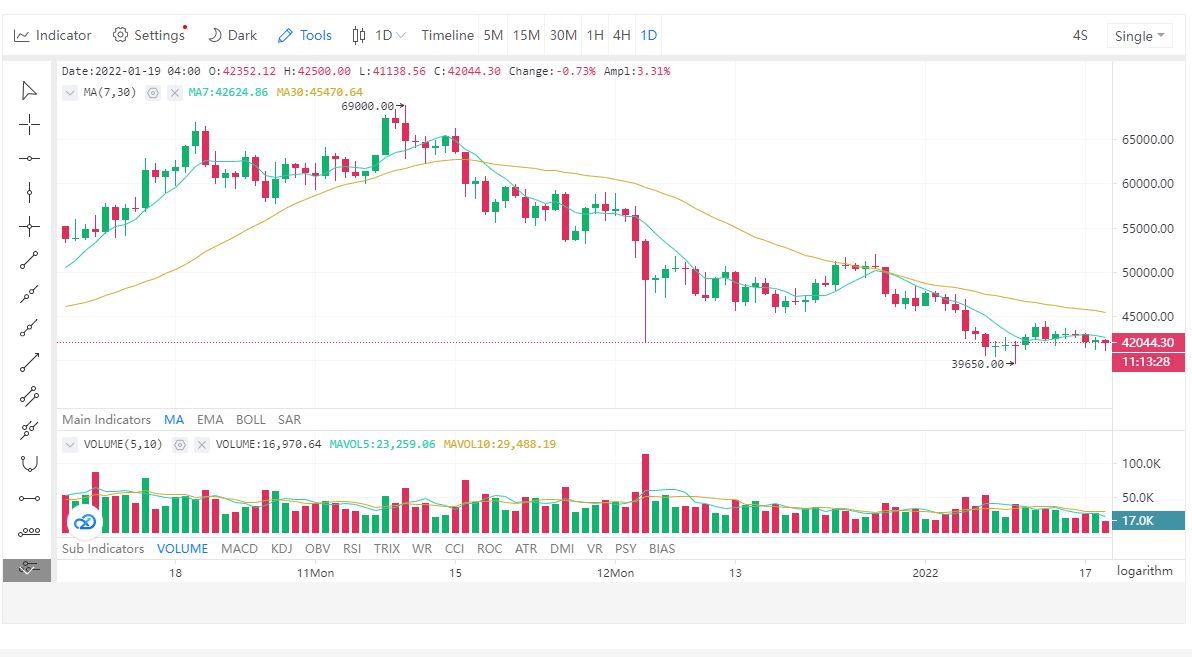 Indicator Settings Dark Tools 1D Timeline 5M 15M 30M 1H 4H 1D 4S Single
Date:2022-01-19 04:00 O:42352.12 H:42500.00 L:41138.56 C:42044.30 Change:-0.73% Ampl:3.31%
MA(7,30) MA7:42624.86 MA30:45470.64
69000.00
65000.00
60000.00
55000.00
50000.00
45000.00
42044.30
11:13:28
39650.00
Main Indicators MA EMA BOLL SAR
VOLUME(5,10) VOLUME:16,970.64 MAVOL5:23,259.06 MAVOL10:29,488.19
100.0K
50.0K
17.0K
Sub Indicators VOLUME MACD KDJ OBV RSI TRIX WR CCI ROC ATR DMI VR PSY BIAS
18 11Mon 15 12Mon 13 2022 17 logarithm